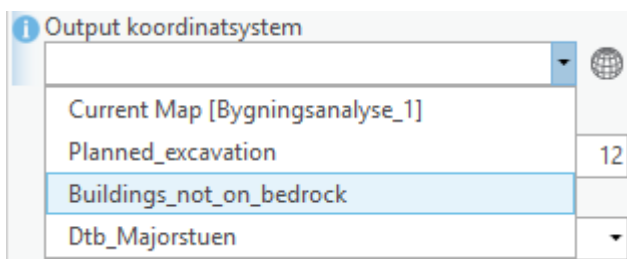 Output koordinatsystem
Current Map [Bygningsanalyse_1]
Planned_excavation
12
Buildings_not_on_bedrock
Dtb_Majorstuen